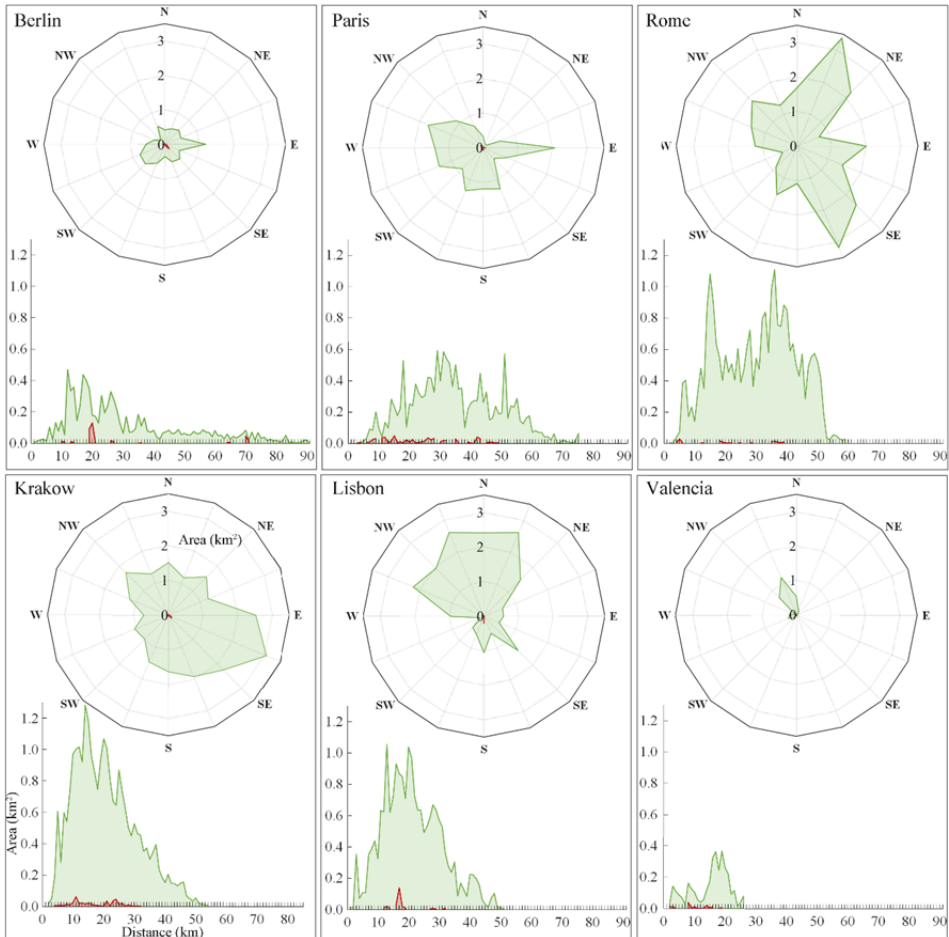 Berlin
N
NW
NE
3
2
1
W
0
E
SW
SE
S
1.2
1.0
0.8
0.6
0.4
0.2
0.0
0 10 20 30 40 50 60 70 80 90
Paris
N
NW
NE
3
2
1
W
0
E
SW
SE
S
1.2
1.0
0.8
0.6
0.4
0.2
0.0
0 10 20 30 40 50 60 70 80 90
Rome
N
NW
NE
3
2
1
W
0
E
SW
SE
S
1.2
1.0
0.8
0.6
0.4
0.2
0.0
0 10 20 30 40 50 60 70 80 90
Krakow
N
NW
NE
3
Area (km²)
2
1
W
0
E
SW
SE
S
1.2
1.0
0.8
0.6
0.4
0.2
0.0
Area (km²)
0 10 20 30 40 50 60 70 80
Distance (km)
Lisbon
N
NW
NE
3
2
1
W
0
E
SW
SE
S
1.2
1.0
0.8
0.6
0.4
0.2
0.0
0 10 20 30 40 50 60 70 80 90
Valencia
N
NW
NE
3
2
1
W
0
E
SW
SE
S
1.2
1.0
0.8
0.6
0.4
0.2
0.0
0 10 20 30 40 50 60 70 80 90